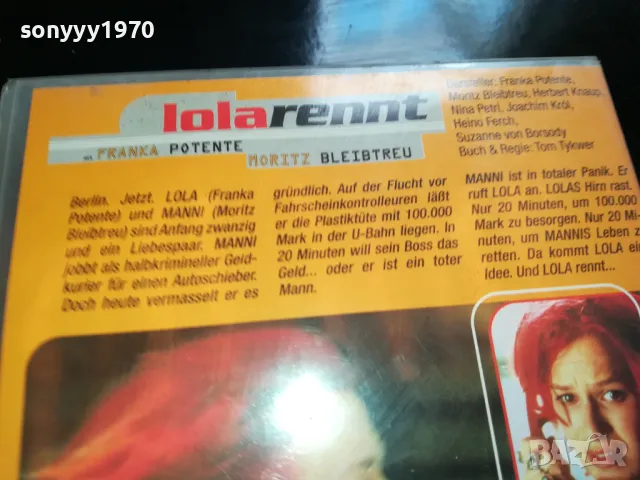 sonyyy1970
lolarennt
FRANKA POTENTE
MORITZ BLEIBTREU
Darsteller: Franka Potente,
Moritz Bleibtreu, Herbert Knaup,
Nina Petri, Joachim Król,
Heino Ferch,
Suzanne von Borsody
Buch & Regie: Tom Tykwer
Berlin. Jetzt. LOLA (Franka
Potente) und MANNI (Moritz
Bleibtreu) sind Anfang zwanzig
und ein Liebespaar. MANNI
jobbt als halbkrimineller Geld-
kurier für einen Autoschieber.
Doch heute vermasselt er es
gründlich. Auf der Flucht vor
Fahrscheinkontrolleuren läßt
er die Plastiktüte mit 100.000
Mark in der U-Bahn liegen. In
20 Minuten will sein Boss das
Geld... oder er ist ein toter
Mann.
MANNI ist in totaler Panik. Er
ruft LOLA an. LOLAS Hirn rast.
Nur 20 Minuten, um 100.000
Mark zu besorgen. Nur 20 Mi-
nuten, um MANNIS Leben z
retten. Da kommt LOLA ei
Idee. Und LOLA rennt...
BAZAR
bg